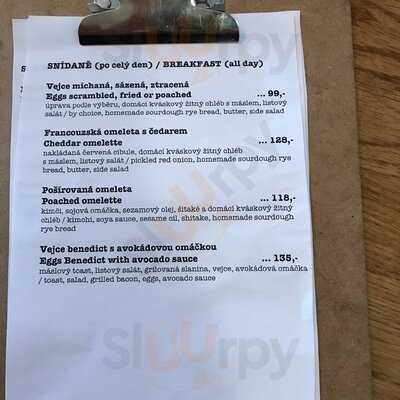 SNÍDANĚ (po celý den) / BREAKFAST (all day)
Vejce míchaná, sázená, ztracená
Eggs scrambled, fried or poached ... 99,-
úprava podle výběru, domácí kváskový žitný chléb s máslem, listový
salát / by choice, homemade sourdough rye bread, butter, side salad
Francouzská omeleta s čedarem
Cheddar omelette ... 128,-
nakládaná červená cibule, domácí kváskový žitný chléb
s máslem, listový salát / pickled red onion, homemade sourdough rye
bread, butter, side salad
Pošírovaná omeleta
Poached omelette ... 118,-
kimči, sojová omáčka, sezamový olej, šitaké a domácí kváskový žitný
chléb / kimchi, soya sauce, sesame oil, shitake, homemade sourdough
rye bread
Vejce benedict s avokádovou omáčkou
Eggs Benedict with avocado sauce ... 135,-
máslový toast, listový salát, grilovaná slanina, vejce, avokádová omáčka
/ toast, salad, grilled bacon, eggs, avocado sauce
Sluurpy